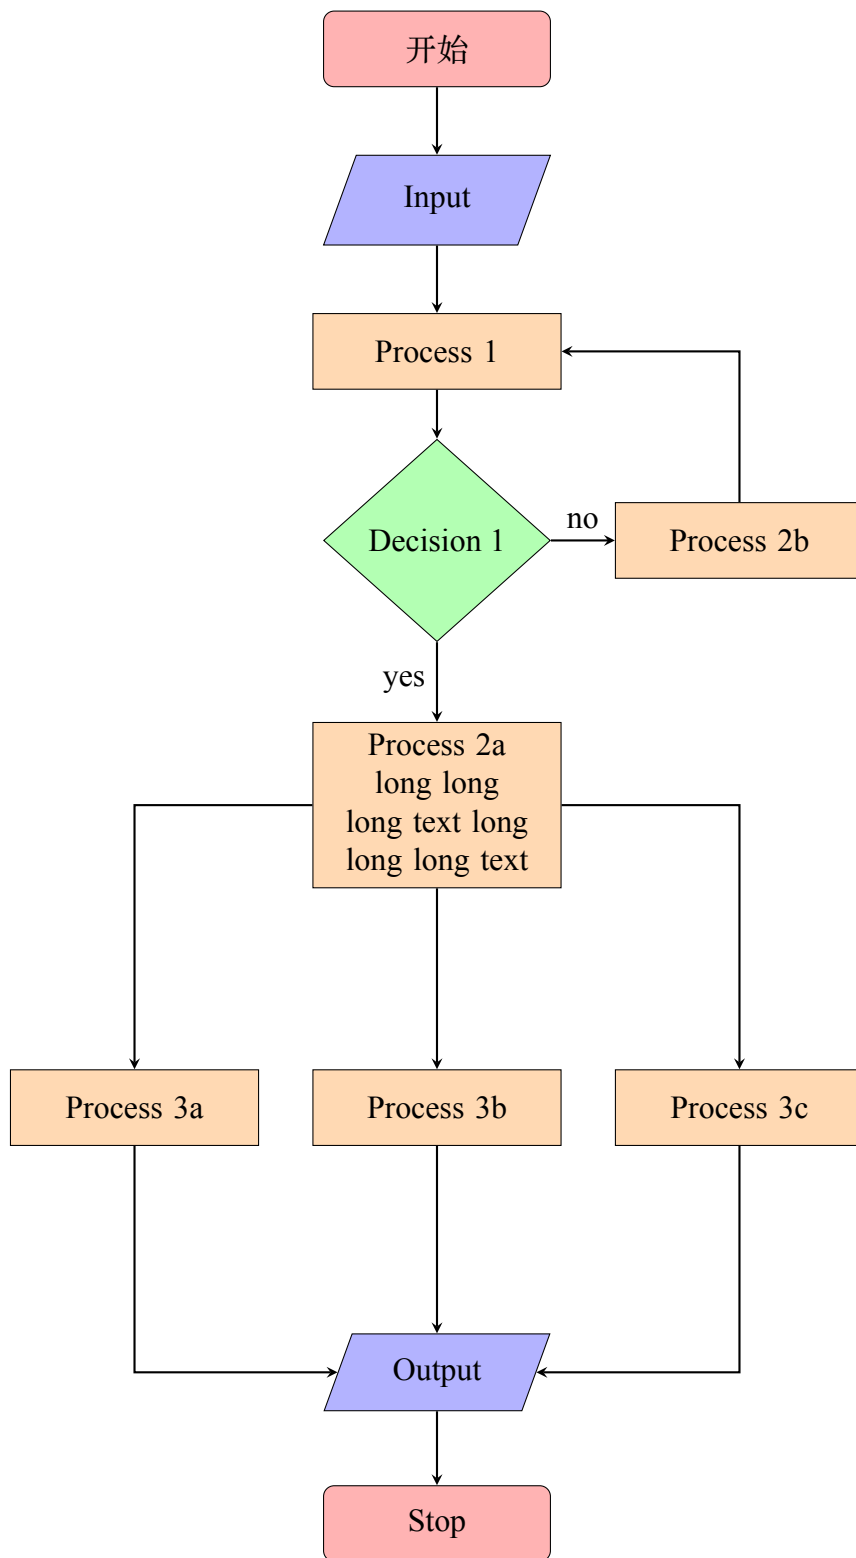 开始
Input
Process 1
Decision 1
no
Process 2b
yes
Process 2a
long long
long text long
long long text
Process 3a
Process 3b
Process 3c
Output
Stop